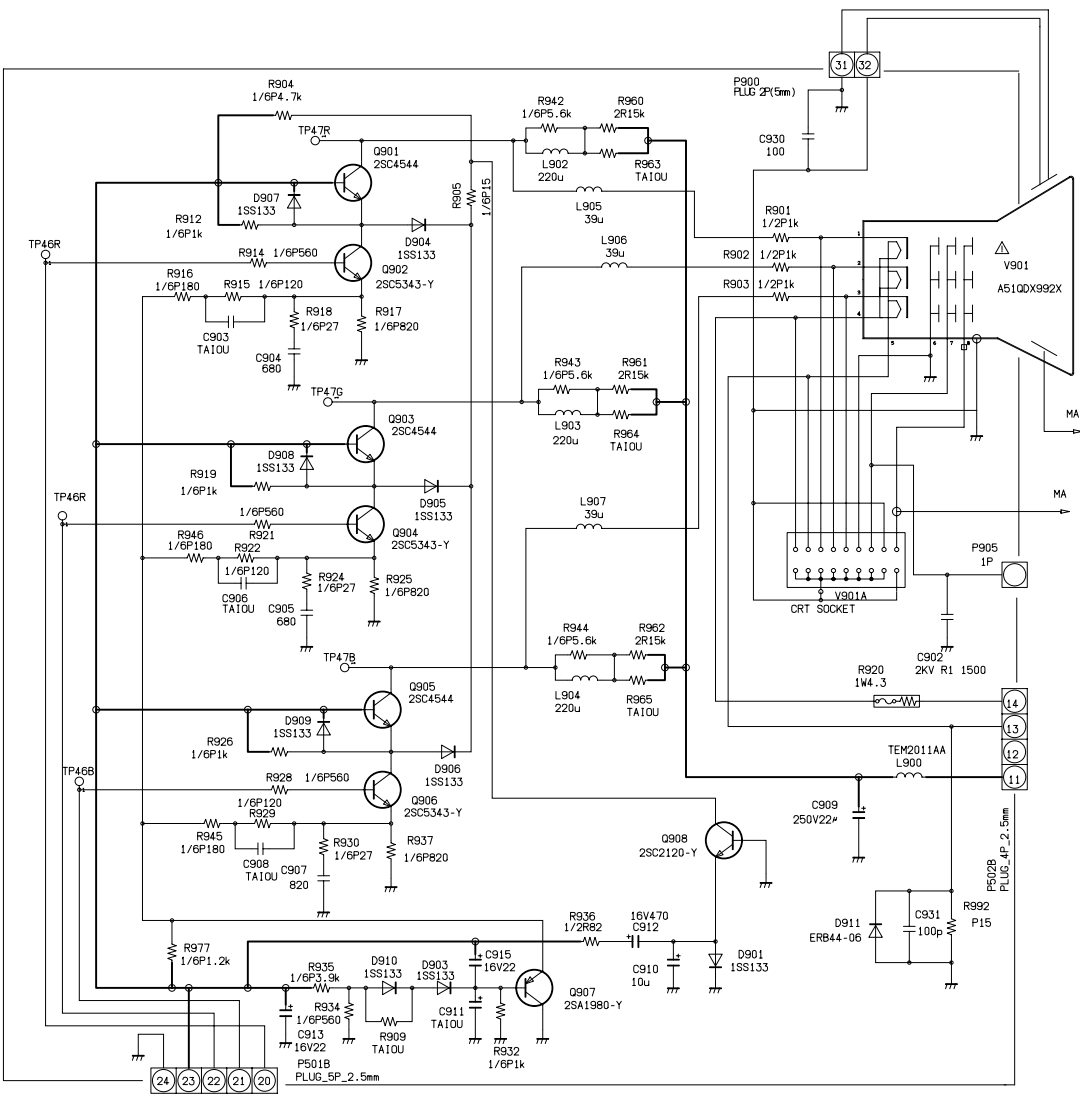 31
32
P900
PLUG 2P(5mm)
R904
1/6P4.7k
R942
1/6P5.6k
R960
2R15k
TP47R
C930
100
Q901
2SC4544
L902
220u
R963
TAIOU
D907
1SS133
R905
1/6P15
L905
39u
R901
1/2P1k
R912
1/6P1k
D904
1SS133
TP46R
R914
1/6P560
L906
39u
R902
1/2P1k
V901
A51QDX992X
Q902
2SC5343-Y
R916
1/6P180
R915
1/6P120
R903
1/2P1k
1
2
3
4
5
6
7
8
R918
1/6P27
R917
1/6P820
C903
TAIOU
C904
680
R943
1/6P5.6k
R961
2R15k
TP47G
MA
Q903
2SC4544
L903
220u
R964
TAIOU
D908
1SS133
R919
1/6P1k
D905
1SS133
TP46R
L907
39u
MA
1/6P560
R921
Q904
2SC5343-Y
R946
1/6P180
R922
1/6P120
P905
1P
R924
1/6P27
R925
1/6P820
C906
TAIOU
C905
680
V901A
CRT SOCKET
R944
1/6P5.6k
R962
2R15k
C902
2KV R1 1500
TP47B
R920
1W4.3
Q905
2SC4544
L904
220u
R965
TAIOU
14
13
12
11
D909
1SS133
R926
1/6P1k
D906
1SS133
TEM2011AA
L900
TP46B
R928
1/6P560
Q906
2SC5343-Y
1/6P120
R929
C909
250V22µ
R945
1/6P180
R930
1/6P27
R937
1/6P820
Q908
2SC2120-Y
C908
TAIOU
C907
820
P502B
PLUG_4P_2.5mm
R936
1/2R82
16V470
C912
D911
ERB44-06
C931
100p
R992
P15
R977
1/6P1.2k
C915
16V22
D901
1SS133
R935
1/6P3.9k
D910
1SS133
D903
1SS133
C910
10u
Q907
2SA1980-Y
R934
1/6P560
C911
TAIOU
C913
16V22
R909
TAIOU
R932
1/6P1k
P501B
PLUG_5P_2.5mm
24
23
22
21
20